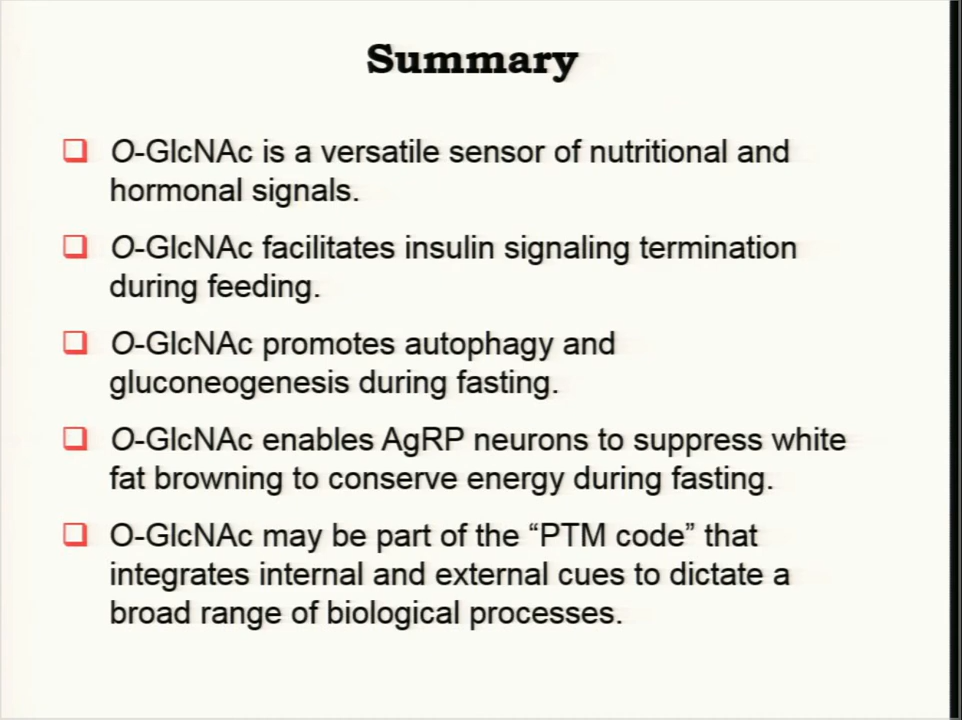 Summary
❑ O-GlcNAc is a versatile sensor of nutritional and
hormonal signals.
❑ O-GlcNAc facilitates insulin signaling termination
during feeding.
❑ O-GlcNAc promotes autophagy and
gluconeogenesis during fasting.
❑ O-GlcNAc enables AgRP neurons to suppress white
fat browning to conserve energy during fasting.
❑ O-GlcNAc may be part of the “PTM code” that
integrates internal and external cues to dictate a
broad range of biological processes.